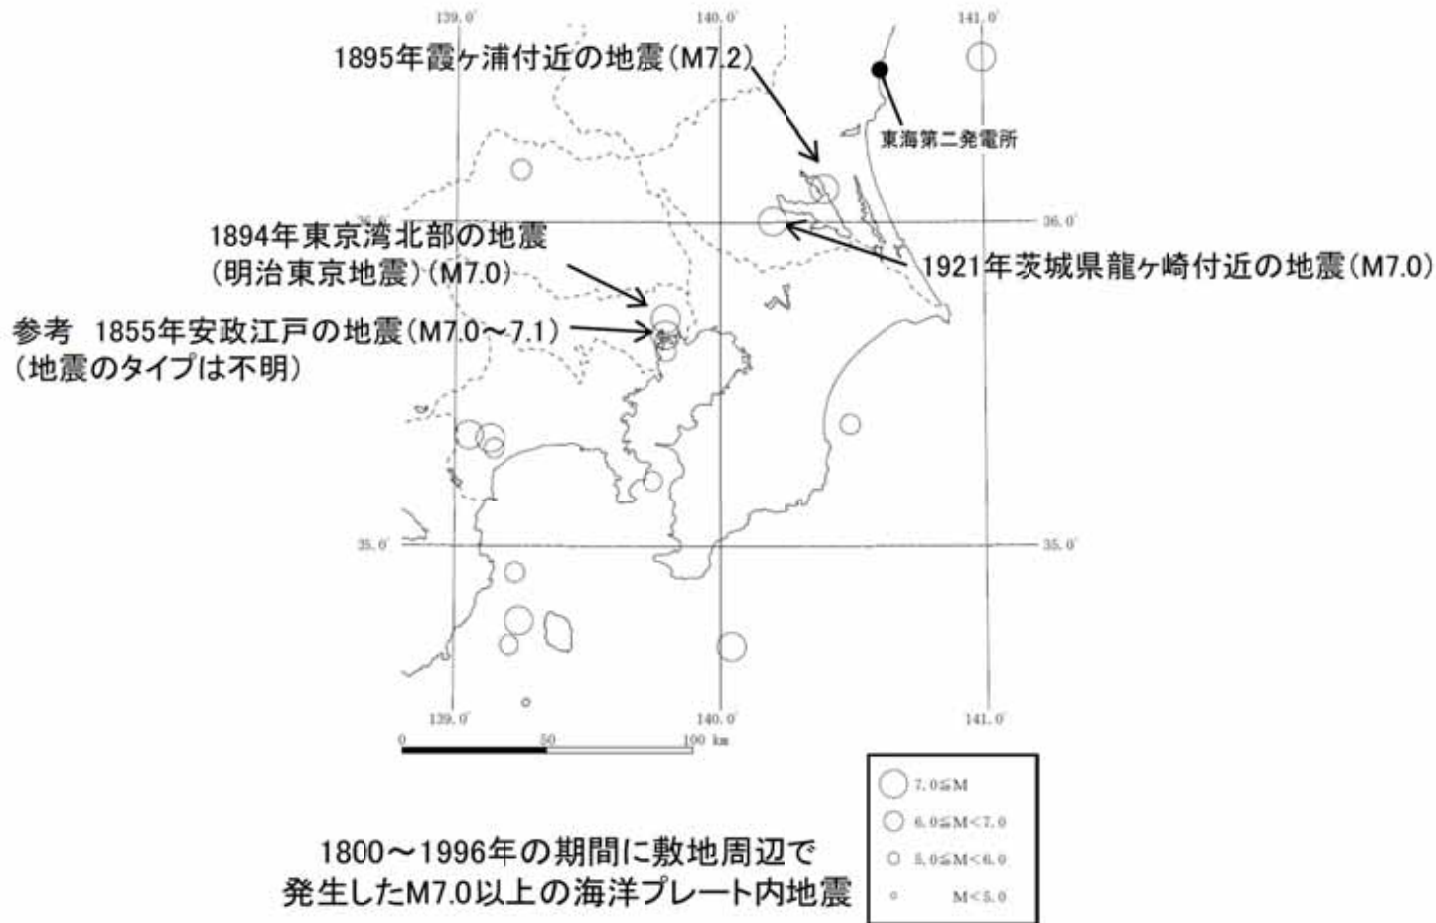 139.0°
140.0°
141.0°
1895年霞ヶ浦付近の地震(M7.2)
東海第二発電所
36.0°
36.0°
1894年東京湾北部の地震
(明治東京地震)(M7.0)
1921年茨城県龍ヶ崎付近の地震(M7.0)
参考 1855年安政江戸の地震(M7.0～7.1)
(地震のタイプは不明)
35.0°
35.0°
139.0°
140.0°
141.0°
0
50
100 km
7.0≦M
6.0≦M<7.0
5.0≦M<6.0
M<5.0
1800～1996年の期間に敷地周辺で
発生したM7.0以上の海洋プレート内地震